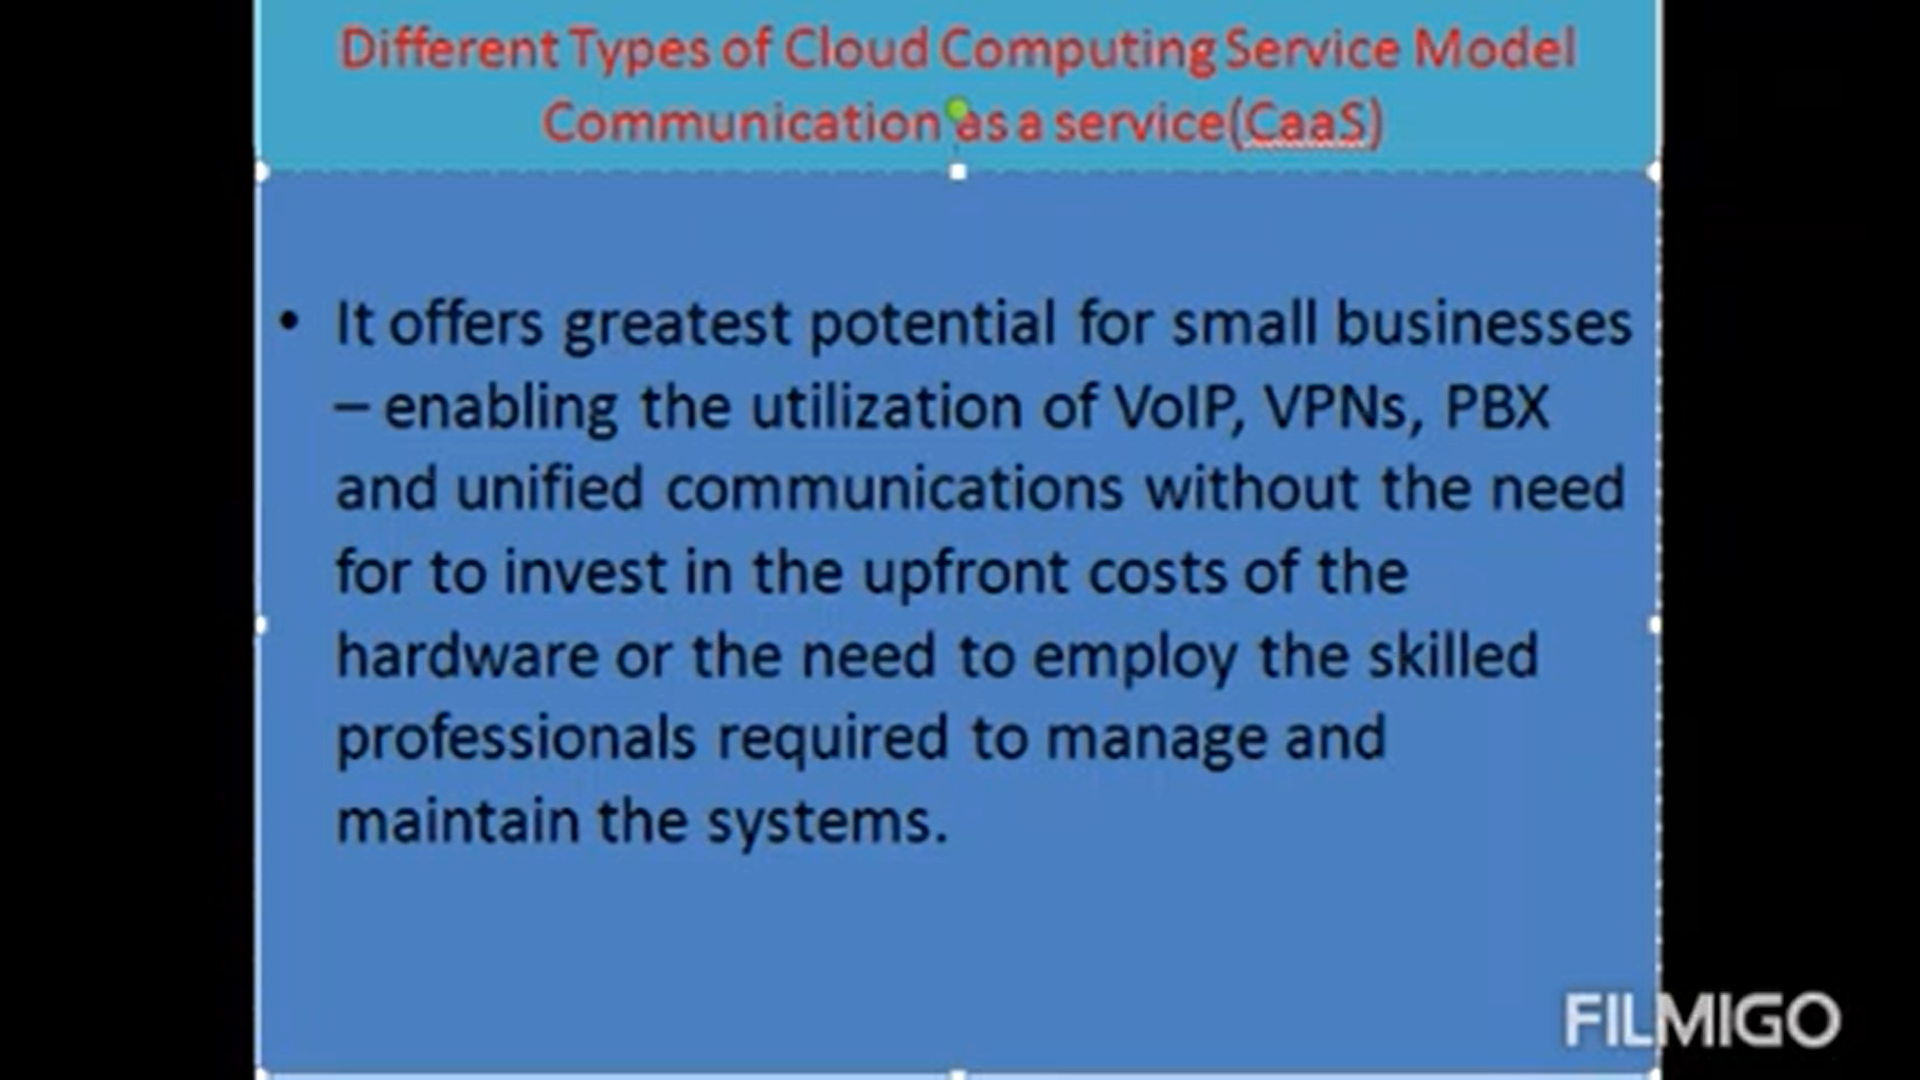 Different Types of Cloud Computing Service Model
Communication as a service(CaaS)
• It offers greatest potential for small businesses
– enabling the utilization of VoIP, VPNs, PBX
and unified communications without the need
for to invest in the upfront costs of the
hardware or the need to employ the skilled
professionals required to manage and
maintain the systems.
FILMIGO